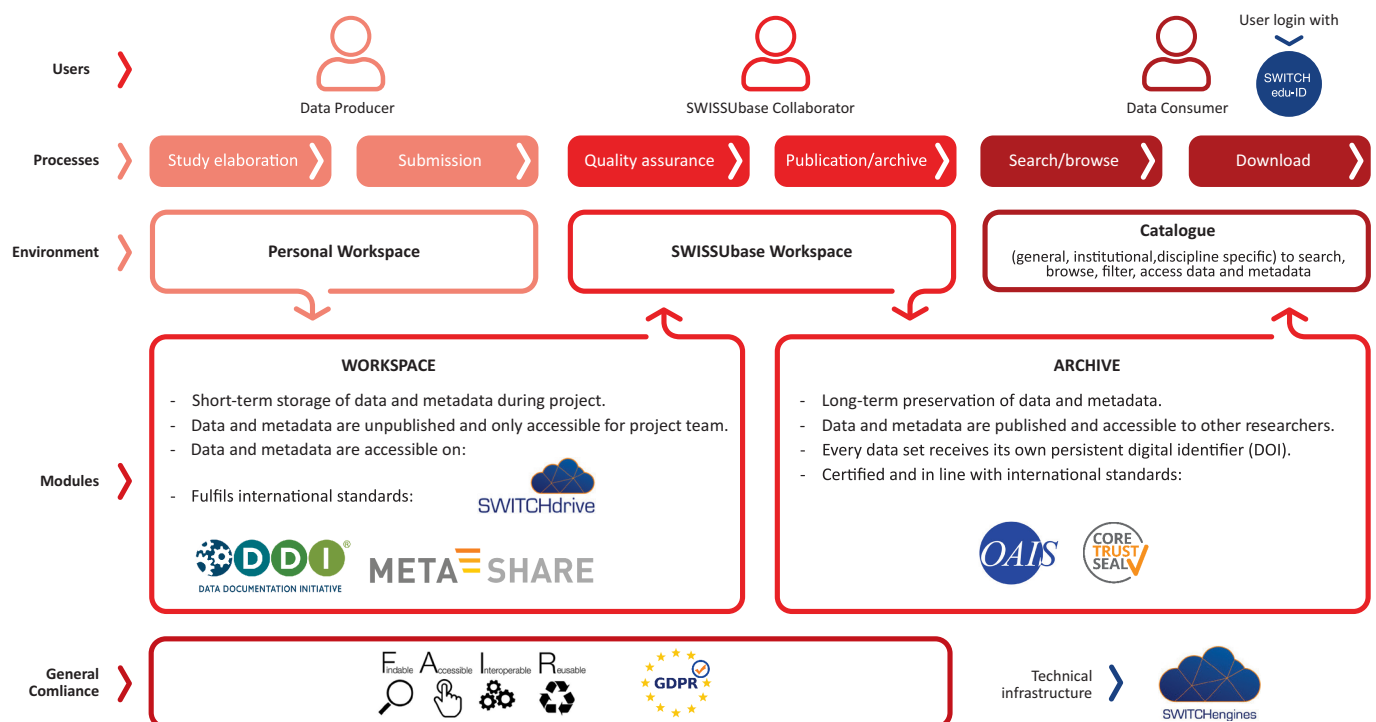 User login with
SWITCH
edu-ID
Users
Data Producer
SWISSUbase Collaborator
Data Consumer
Processes
Study elaboration
Submission
Quality assurance
Publication/archive
Search/browse
Download
Environment
Personal Workspace
SWISSUbase Workspace
Catalogue
(general, institutional,discipline specific) to search,
browse, filter, access data and metadata
Modules
WORKSPACE
- Short-term storage of data and metadata during project.
- Data and metadata are unpublished and only accessible for project team.
- Data and metadata are accessible on:
SWITCHdrive
- Fulfils international standards:
DDI®
DATA DOCUMENTATION INITIATIVE
META SHARE
ARCHIVE
- Long-term preservation of data and metadata.
- Data and metadata are published and accessible to other researchers.
- Every data set receives its own persistent digital identifier (DOI).
- Certified and in line with international standards:
OAIS
CORE
TRUST
SEAL
General
Comliance
Findable Accessible Interoperable Reusable
GDPR
Technical
infrastructure
SWITCHengines